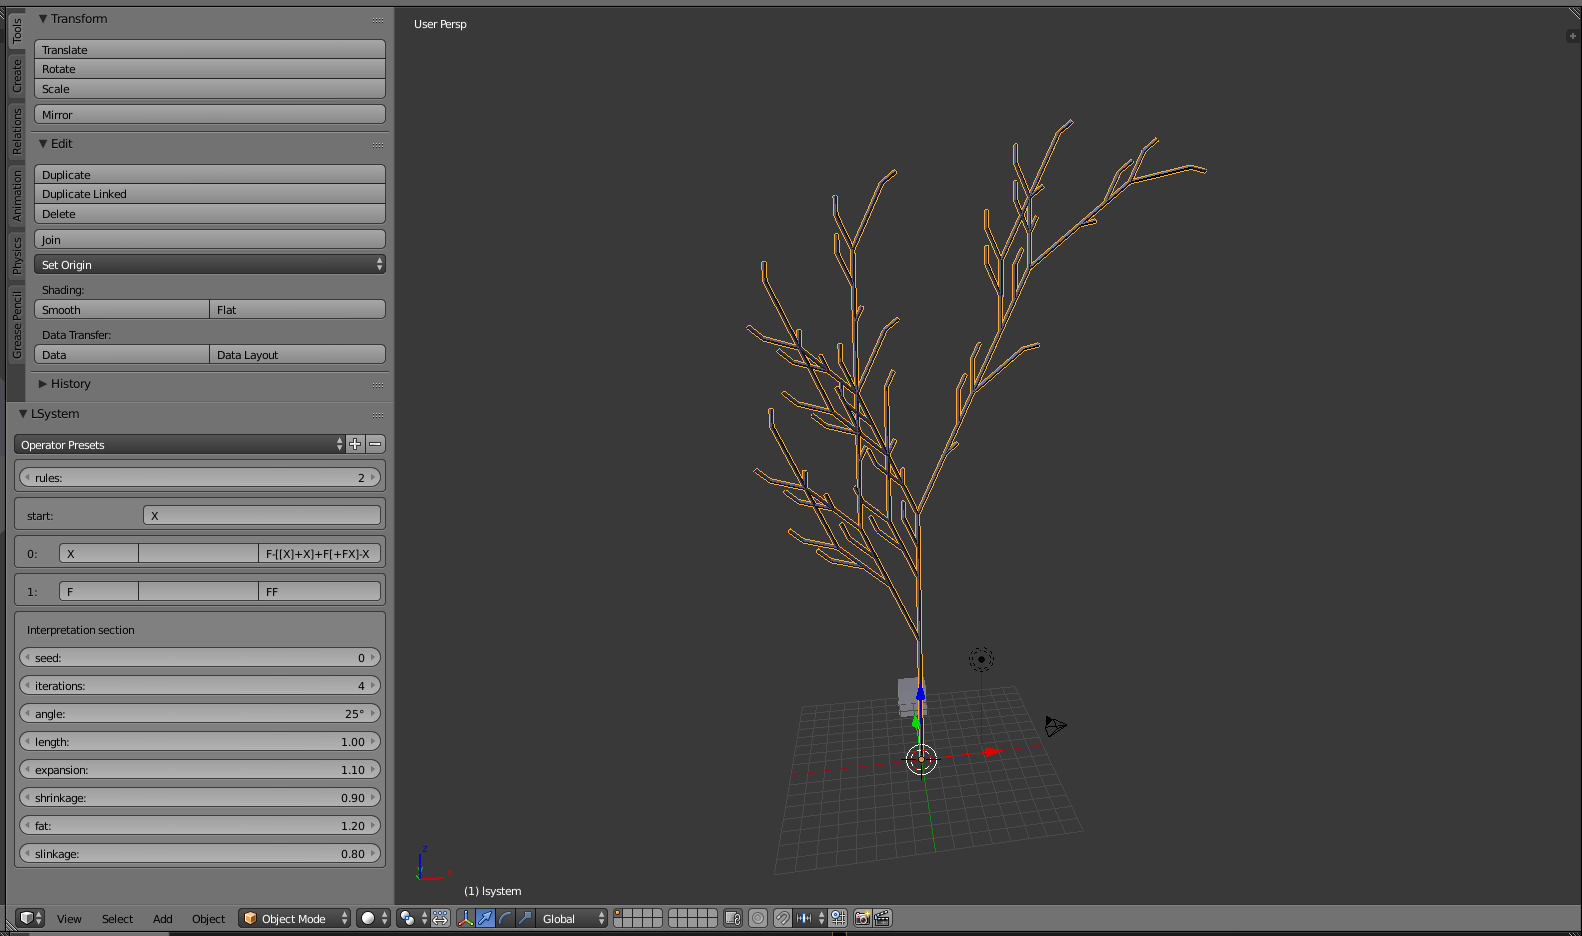 Tools
Create
Relations
Animation
Physics
Grease Pencil
Transform
Translate
Rotate
Scale
Mirror
Edit
Duplicate
Duplicate Linked
Delete
Join
Set Origin
Shading:
Smooth Flat
Data Transfer:
Data Data Layout
History
LSystem
Operator Presets
rules: 2
start: X
0: X F-[[X]+X]+F[+FX]-X
1: F FF
Interpretation section
seed: 0
iterations: 4
angle: 25°
length: 1.00
expansion: 1.10
shrinkage: 0.90
fat: 1.20
slinkage: 0.80
User Persp
z
x
(1) lsystem
View Select Add Object Object Mode Global